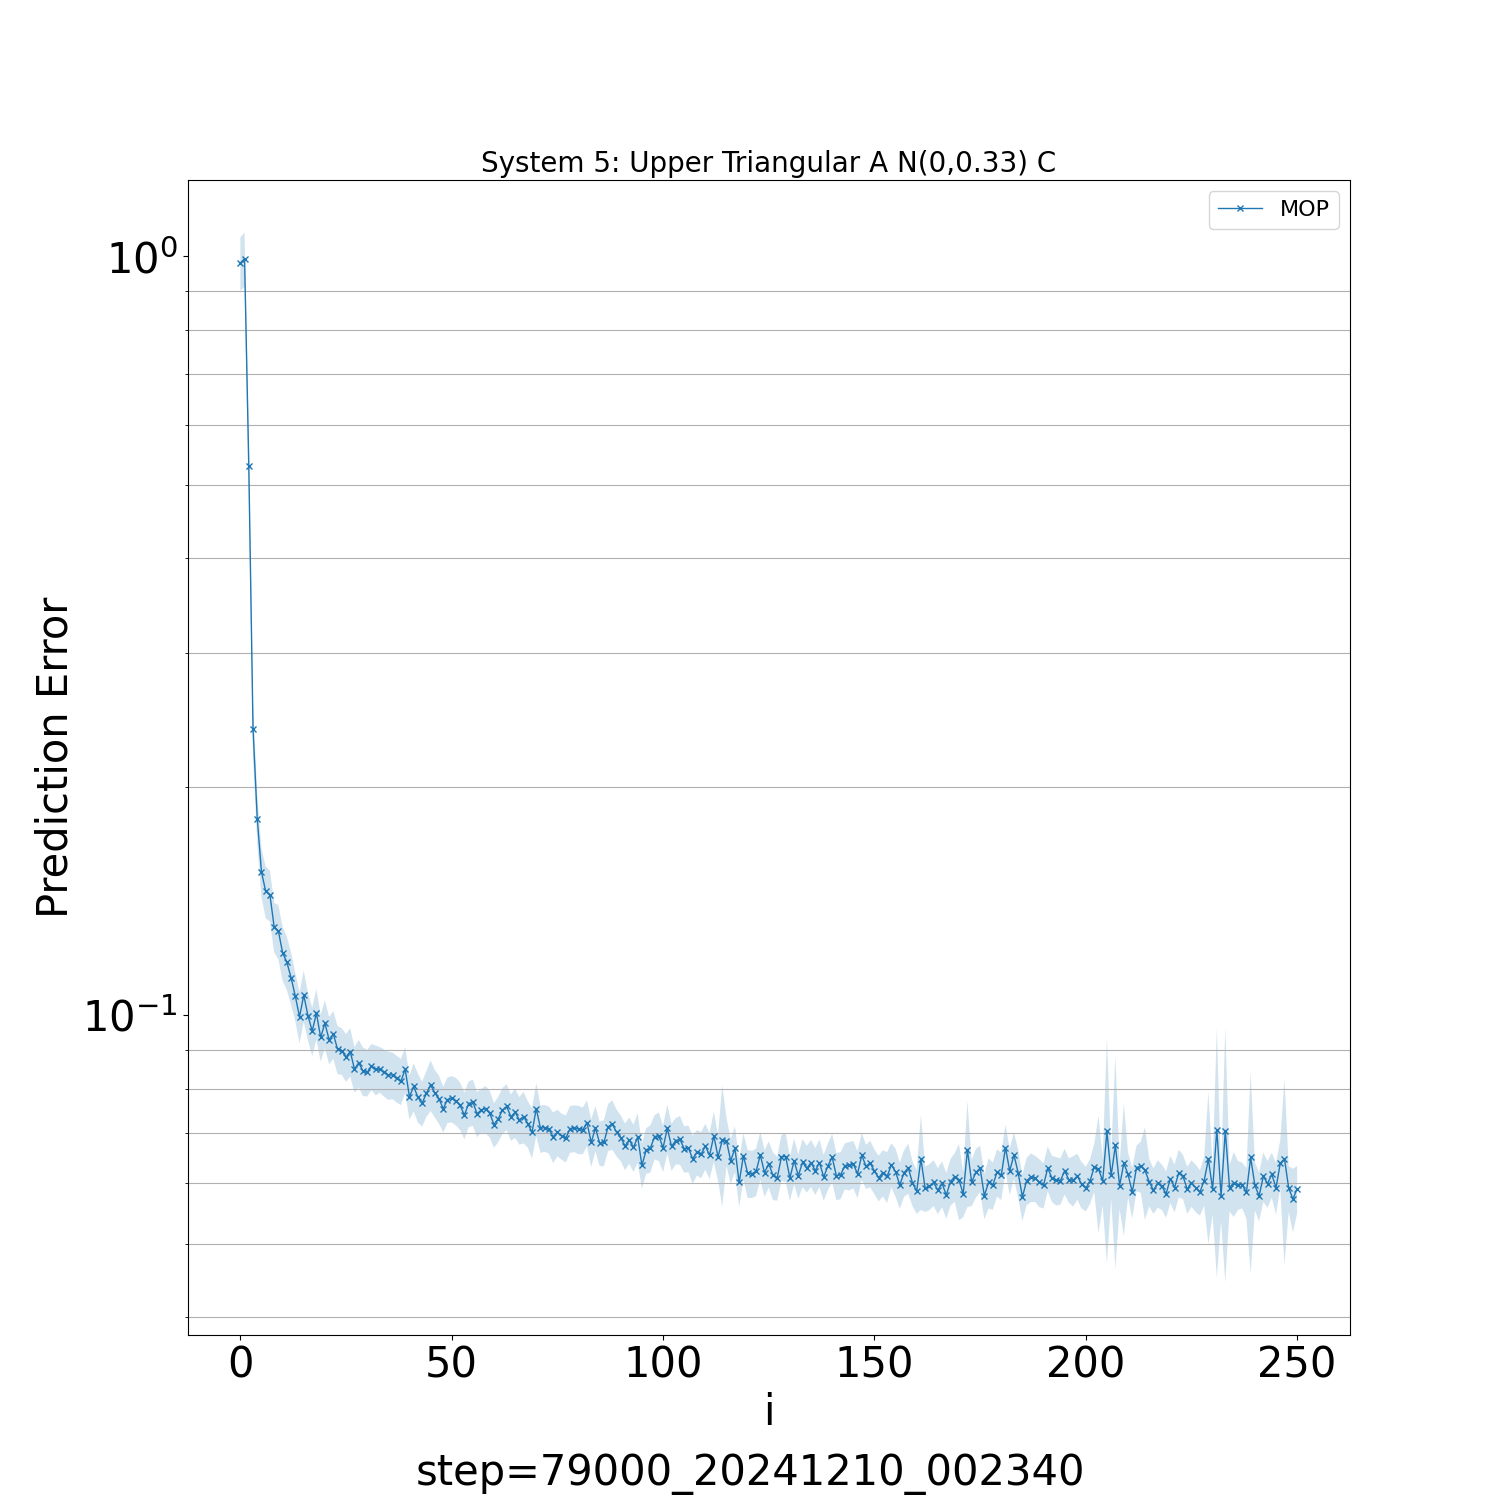 System 5: Upper Triangular A N(0,0.33) C
MOP
10⁰
10⁻¹
Prediction Error
0 50 100 150 200 250
i
step=79000_20241210_002340